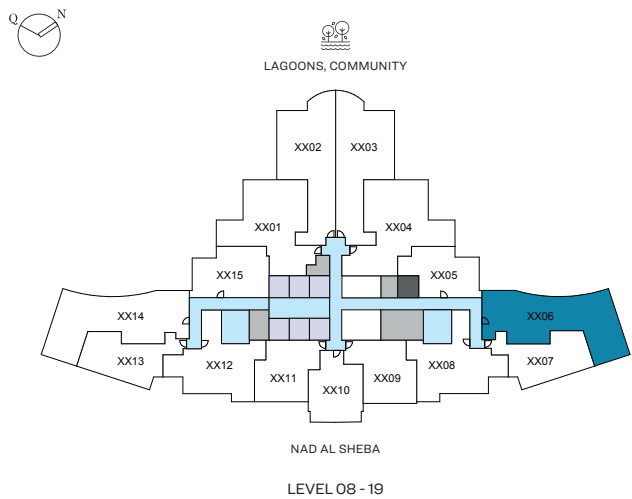 Q N
LAGOONS, COMMUNITY
XX02 XX03
XX01 XX04
XX15 XX05
XX14 XX06
XX13 XX12 XX11 XX10 XX09 XX08 XX07
NAD AL SHEBA
LEVEL 08 - 19